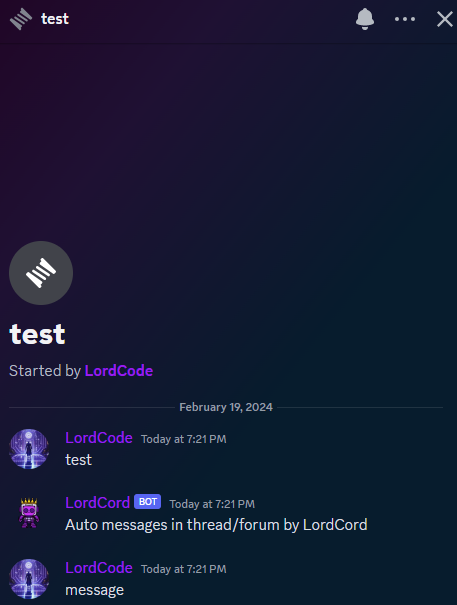 test
test
Started by LordCode
February 19, 2024
LordCode Today at 7:21 PM
test
LordCord BOT Today at 7:21 PM
Auto messages in thread/forum by LordCord
LordCode Today at 7:21 PM
message